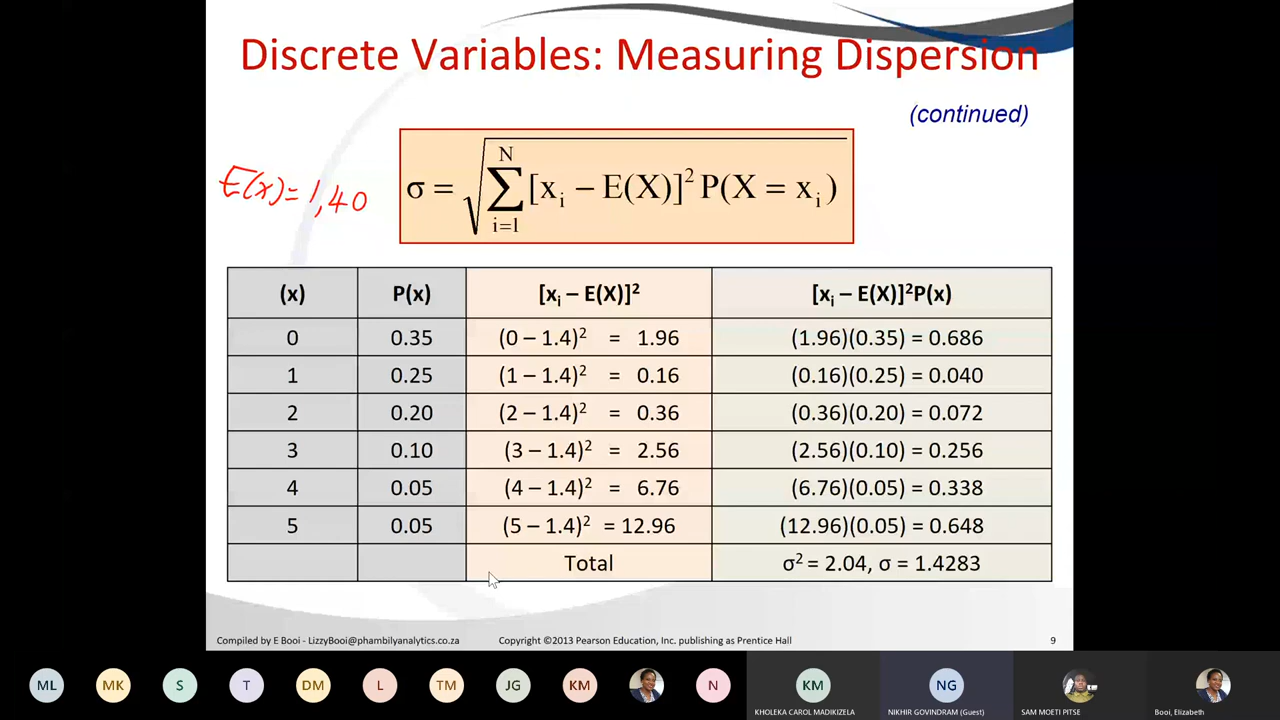 Discrete Variables: Measuring Dispersion
(continued)
E(x)=1,40
σ = √ N ∑ i=1 [xᵢ – E(X)]² P(X = xᵢ)
(x) P(x) [xᵢ – E(X)]² [xᵢ – E(X)]²P(x)
0 0.35 (0 – 1.4)² = 1.96 (1.96)(0.35) = 0.686
1 0.25 (1 – 1.4)² = 0.16 (0.16)(0.25) = 0.040
2 0.20 (2 – 1.4)² = 0.36 (0.36)(0.20) = 0.072
3 0.10 (3 – 1.4)² = 2.56 (2.56)(0.10) = 0.256
4 0.05 (4 – 1.4)² = 6.76 (6.76)(0.05) = 0.338
5 0.05 (5 – 1.4)² = 12.96 (12.96)(0.05) = 0.648
Total σ² = 2.04, σ = 1.4283
Compiled by E Booi - LizzyBooi@phambilyanalytics.co.za Copyright ©2013 Pearson Education, Inc. publishing as Prentice Hall 9
ML MK S T DM L TM JG KM N KM NG
KHOLEKA CAROL MADIKIZELA NIKHIR GOVINDRAM (Guest) SAM MOETI PITSE Booi, Elizabeth